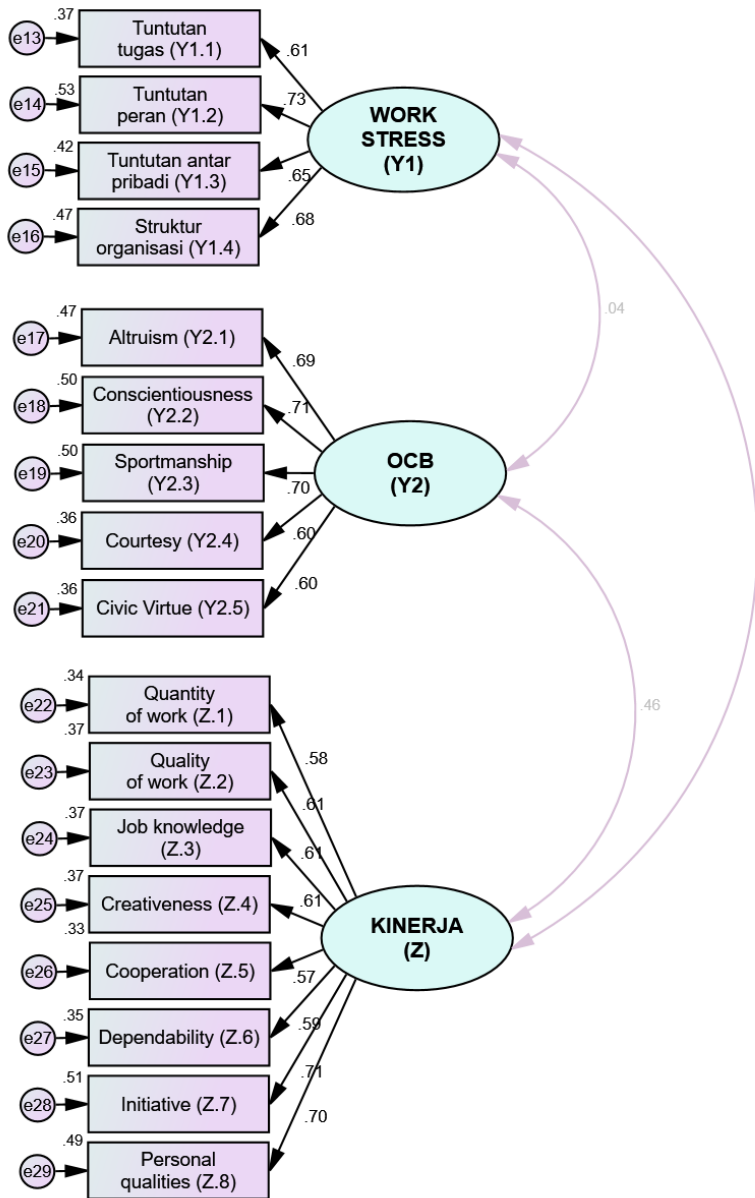 .37
e13
Tuntutan
tugas (Y1.1)
.61
.53
e14
Tuntutan
peran (Y1.2)
.73
.42
e15
Tuntutan antar
pribadi (Y1.3)
.65
.47
e16
Struktur
organisasi (Y1.4)
.68
WORK
STRESS
(Y1)
.04
.47
e17
Altruism (Y2.1)
.69
.50
e18
Conscientiousness
(Y2.2)
.71
.50
e19
Sportmanship
(Y2.3)
.70
.36
e20
Courtesy (Y2.4)
.60
.36
e21
Civic Virtue (Y2.5)
.60
OCB
(Y2)
.46
.34
e22
Quantity
of work (Z.1)
.58
.37
e23
Quality
of work (Z.2)
.61
.37
e24
Job knowledge
(Z.3)
.61
.37
e25
Creativeness (Z.4)
.61
.33
e26
Cooperation (Z.5)
.57
.35
e27
Dependability (Z.6)
.59
.51
e28
Initiative (Z.7)
.71
.49
e29
Personal
qualities (Z.8)
.70
KINERJA
(Z)